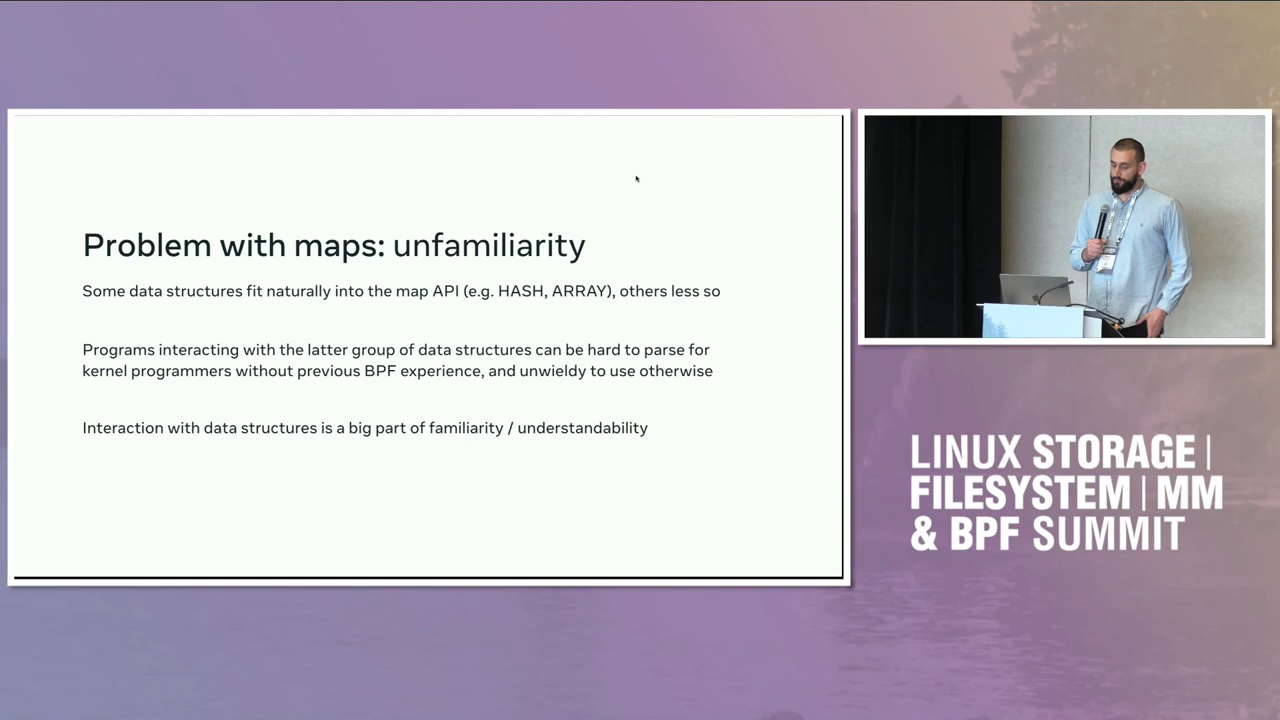 Problem with maps: unfamiliarity
Some data structures fit naturally into the map API (e.g. HASH, ARRAY), others less so
Programs interacting with the latter group of data structures can be hard to parse for
kernel programmers without previous BPF experience, and unwieldy to use otherwise
Interaction with data structures is a big part of familiarity / understandability
LINUX STORAGE |
FILESYSTEM | MM
& BPF SUMMIT